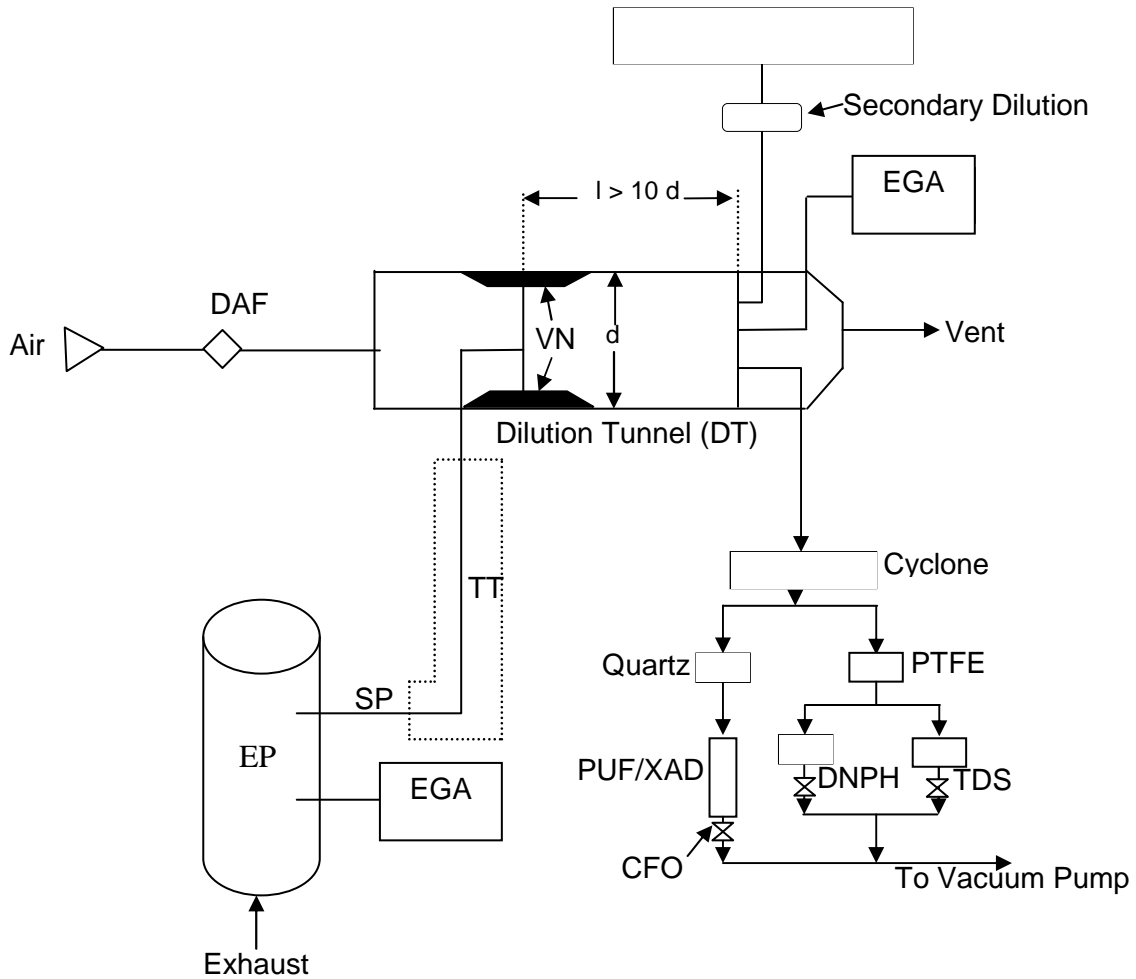 Secondary Dilution
EGA
l > 10 d
DAF
Air
VN
d
Vent
Dilution Tunnel (DT)
Cyclone
TT
Quartz
PTFE
SP
EP
EGA
PUF/XAD
DNPH
TDS
CFO
To Vacuum Pump
Exhaust